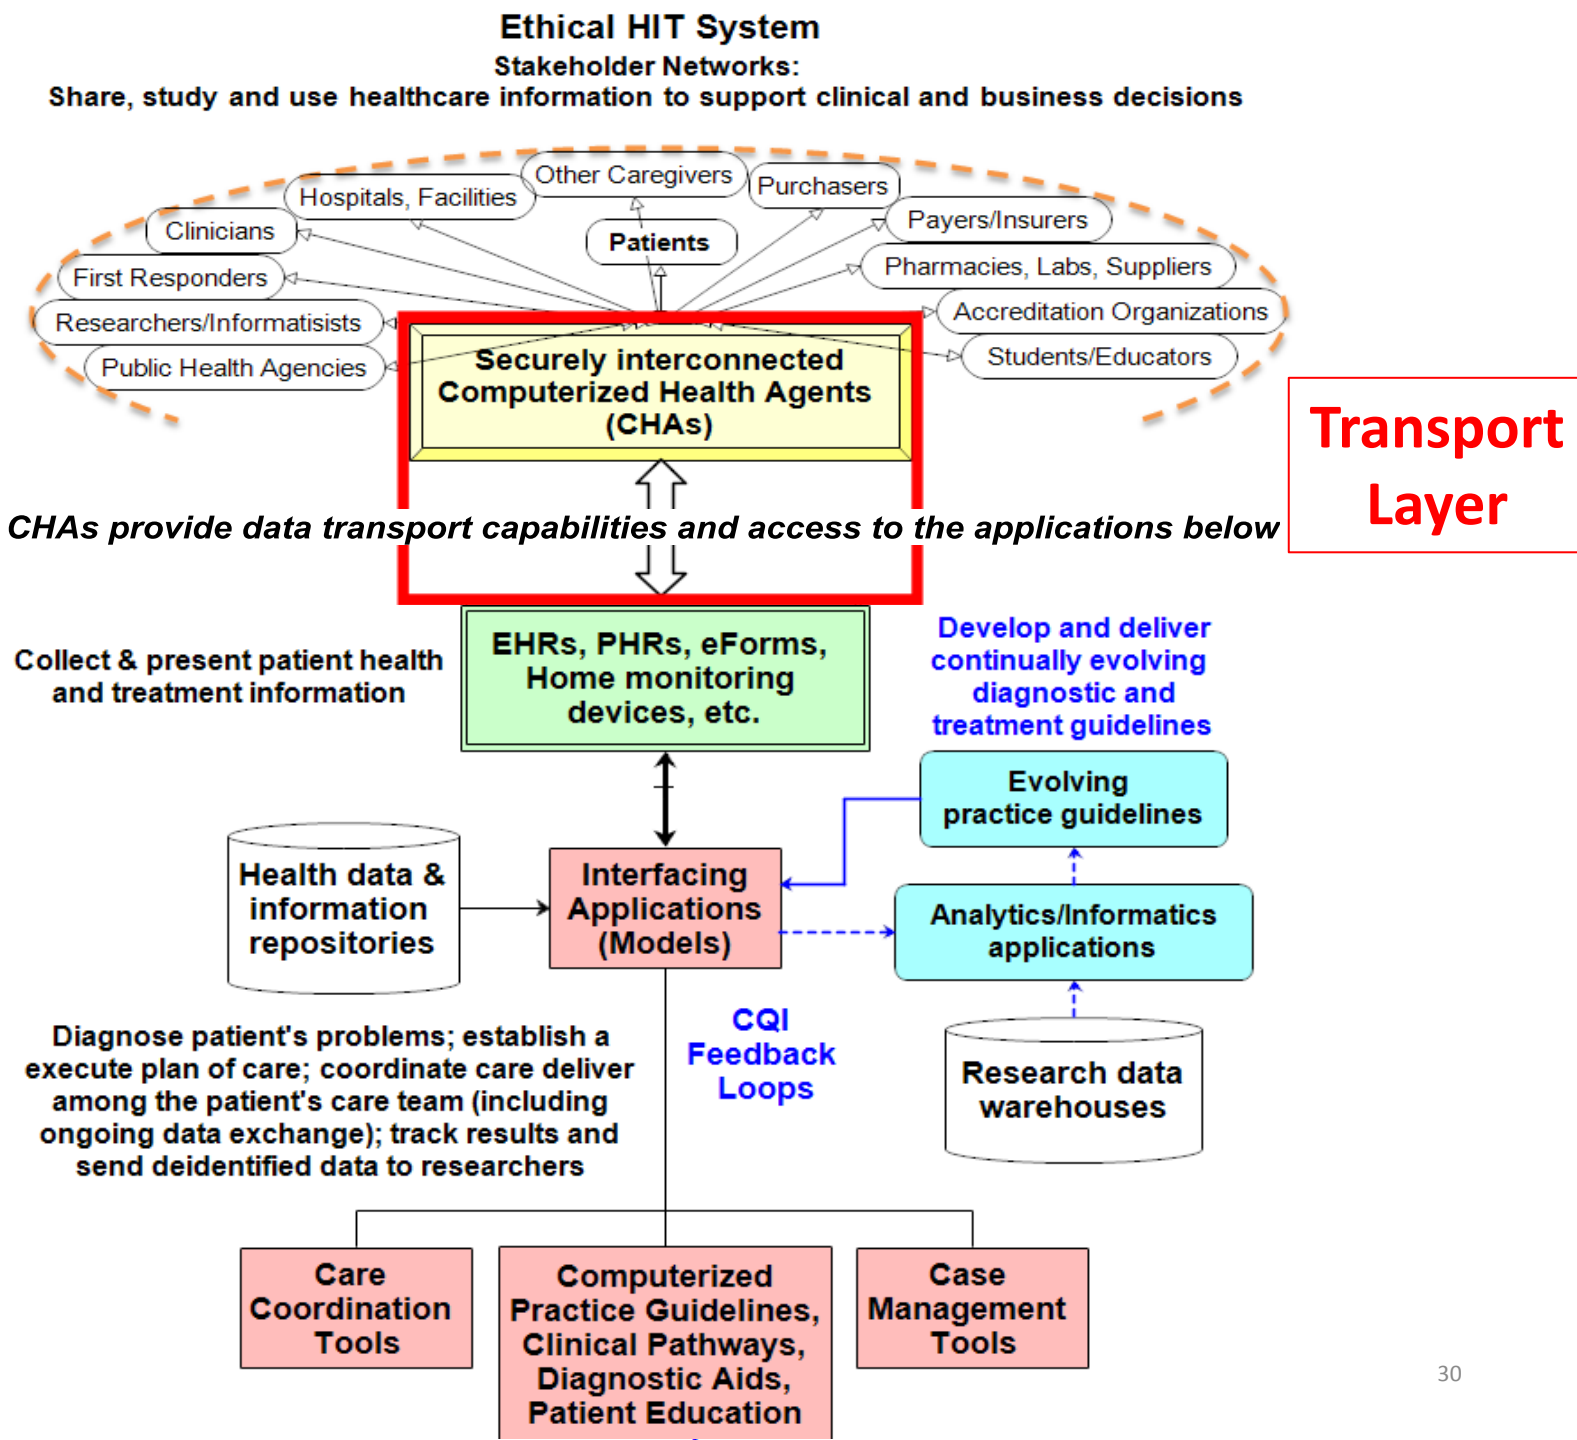 Ethical HIT System
Stakeholder Networks:
Share, study and use healthcare information to support clinical and business decisions
Other Caregivers
Purchasers
Hospitals, Facilities
Payers/Insurers
Clinicians
Patients
Pharmacies, Labs, Suppliers
First Responders
Accreditation Organizations
Researchers/Informatisists
Students/Educators
Public Health Agencies
Securely interconnected
Computerized Health Agents
(CHAs)
Transport
Layer
CHAs provide data transport capabilities and access to the applications below
Collect & present patient health
and treatment information
EHRs, PHRs, eForms,
Home monitoring
devices, etc.
Develop and deliver
continually evolving
diagnostic and
treatment guidelines
Evolving
practice guidelines
Health data &
information
repositories
Interfacing
Applications
(Models)
Analytics/Informatics
applications
Diagnose patient's problems; establish a
execute plan of care; coordinate care deliver
among the patient's care team (including
ongoing data exchange); track results and
send deidentified data to researchers
CQI
Feedback
Loops
Research data
warehouses
Care
Coordination
Tools
Computerized
Practice Guidelines,
Clinical Pathways,
Diagnostic Aids,
Patient Education
Case
Management
Tools
30